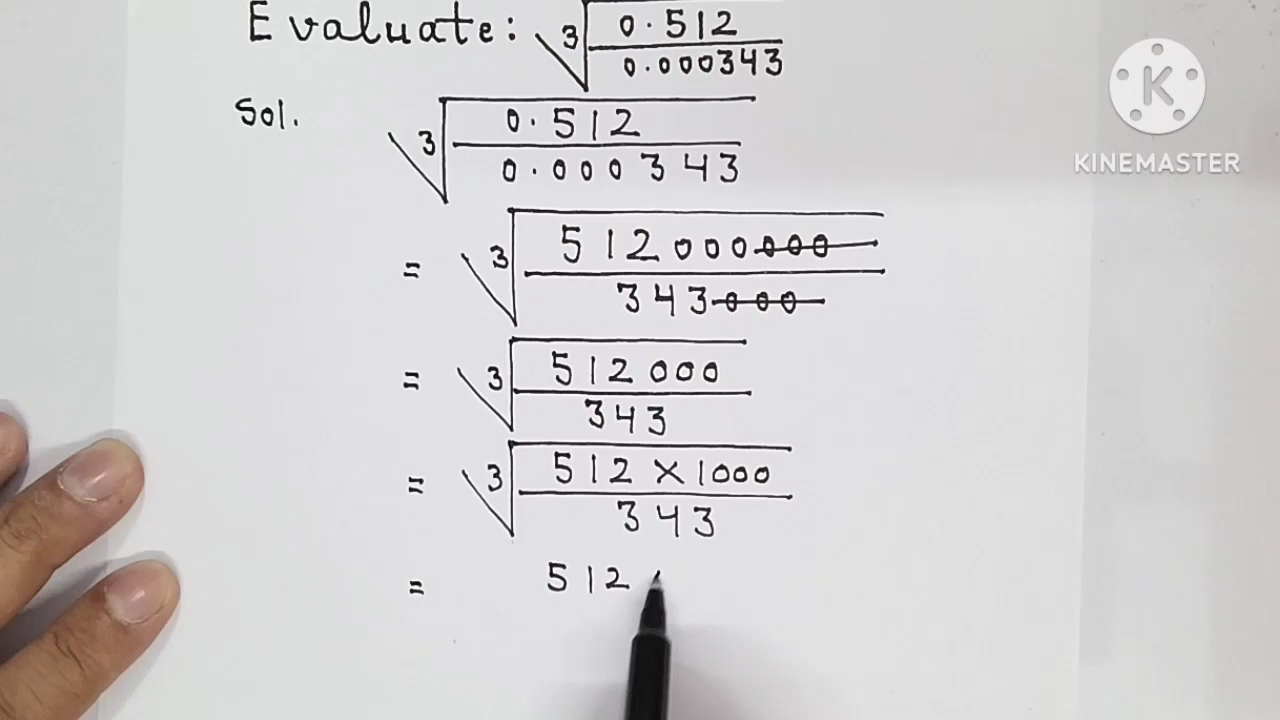 Evaluate: ∛(0.512/0.000343)
Sol. ∛(0.512/0.000343)
= ∛(512000000/343000)
= ∛(512000/343)
= ∛(512×1000/343)
= 512
K
KINEMASTER